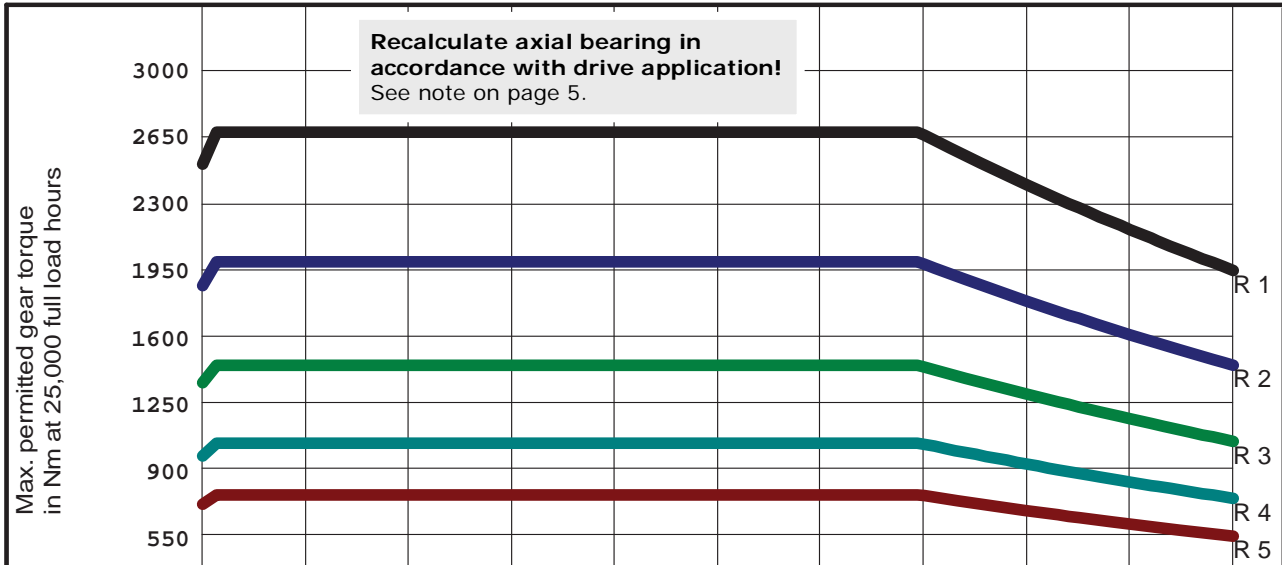 Recalculate axial bearing in
accordance with drive application!
See note on page 5.
Max. permitted gear torque
in Nm at 25,000 full load hours
3000
2650
2300
1950
1600
1250
900
550
R 1
R 2
R 3
R 4
R 5